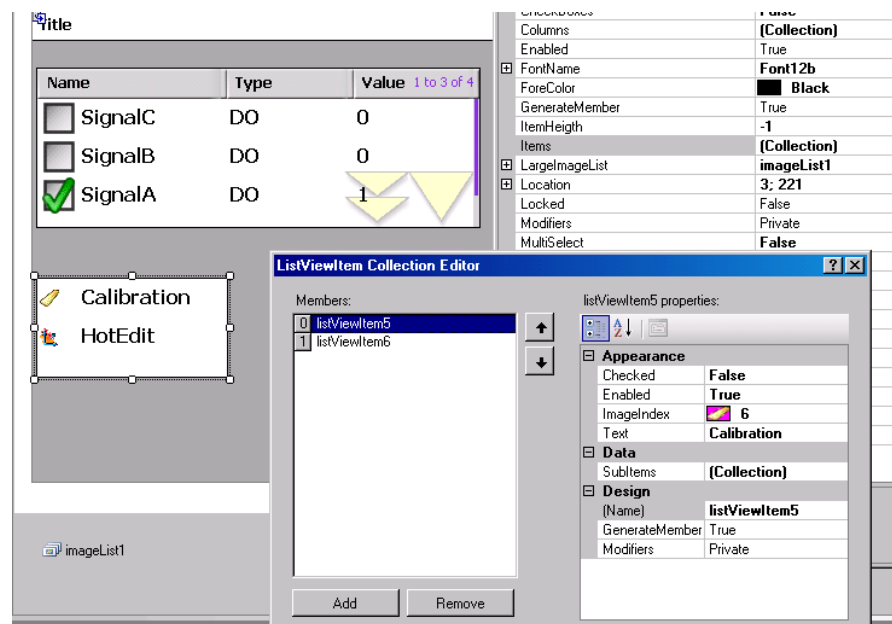 Title
Name Type Value 1 to 3 of 4
SignalC DO 0
SignalB DO 0
SignalA DO 1
Calibration
HotEdit
imageList1
CheckBoxes False
Columns (Collection)
Enabled True
FontName Font12b
ForeColor Black
GenerateMember True
ItemHeigth -1
Items (Collection)
LargeImageList imageList1
Location 3; 221
Locked False
Modifiers Private
MultiSelect False
ListViewItem Collection Editor
Members:
0 listViewItem5
1 listViewItem6
Add Remove
listViewItem5 properties:
Appearance
Checked False
Enabled True
ImageIndex 6
Text Calibration
Data
SubItems (Collection)
Design
(Name) listViewItem5
GenerateMember True
Modifiers Private